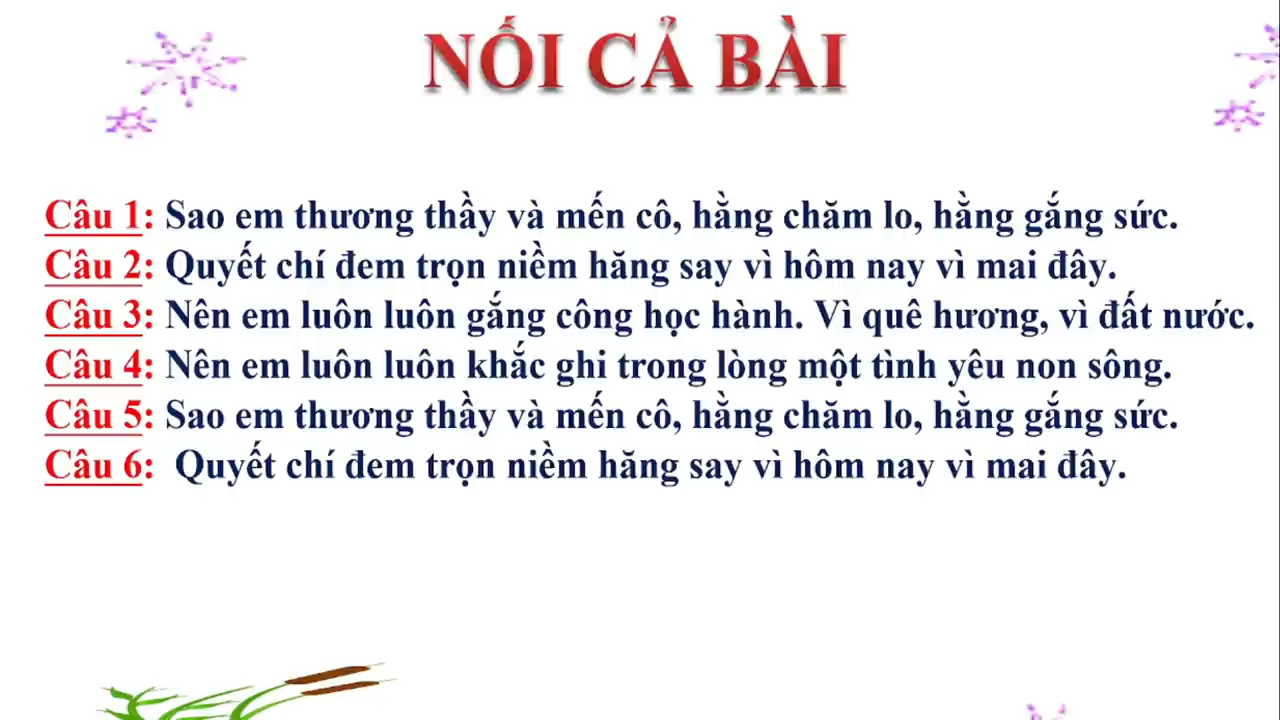 NỐI CẢ BÀI
Câu 1: Sao em thương thầy và mến cô, hằng chăm lo, hằng gắng sức.
Câu 2: Quyết chí đem trọn niềm hăng say vì hôm nay vì mai đây.
Câu 3: Nên em luôn luôn gắng công học hành. Vì quê hương, vì đất nước.
Câu 4: Nên em luôn luôn khắc ghi trong lòng một tình yêu non sông.
Câu 5: Sao em thương thầy và mến cô, hằng chăm lo, hằng gắng sức.
Câu 6: Quyết chí đem trọn niềm hăng say vì hôm nay vì mai đây.